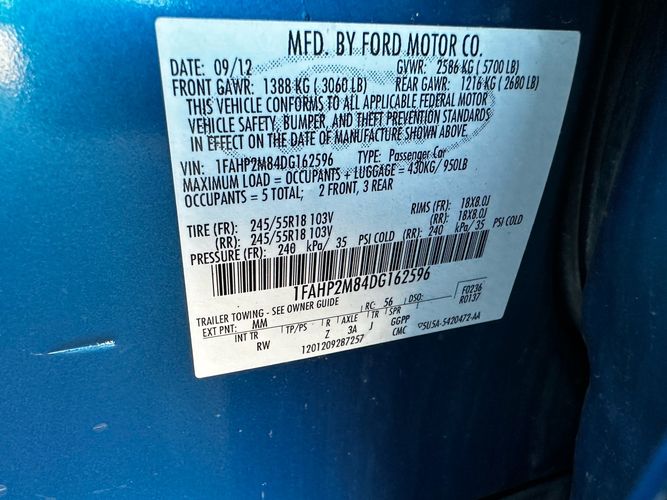 MFD. BY FORD MOTOR CO.
DATE: 09/12 GVWR: 2586 KG ( 5700 LB)
FRONT GAWR: 1388 KG ( 3060 LB) REAR GAWR: 1216 KG ( 2680 LB)
THIS VEHICLE CONFORMS TO ALL APPLICABLE FEDERAL MOTOR
VEHICLE SAFETY, BUMPER, AND THEFT PREVENTION STANDARDS
IN EFFECT ON THE DATE OF MANUFACTURE SHOWN ABOVE.
VIN: 1FAHP2M84DG162596 TYPE: Passenger Car
MAXIMUM LOAD = OCCUPANTS + LUGGAGE = 430KG/ 950LB
OCCUPANTS = 5 TOTAL; 2 FRONT, 3 REAR
TIRE (FR): 245/55R18 103V RIMS (FR): 18X8.0J
(RR): 245/55R18 103V (RR): 18X8.0J
PRESSURE (FR): 240 kPa/ 35 PSI COLD (RR): 240 kPa/ 35 PSI COLD
1FAHP2M84DG162596
TRAILER TOWING - SEE OWNER GUIDE RC: 56 DSO: F0236
R0137
EXT PNT: MM INT TR TP/PS R AXLE TR SPR
RW Z 3A J GGPP
1201209287257 CMC 5USA-5420472-AA